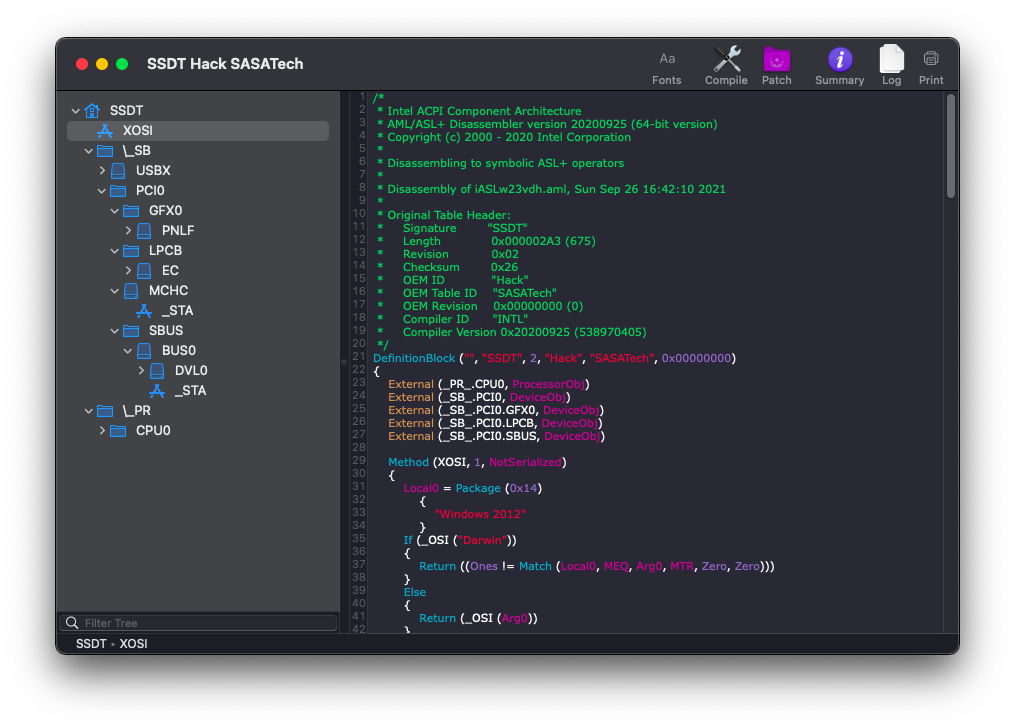 SSDT Hack SASATech
Aa
Fonts
Compile
Patch
Summary
Log
Print
SSDT
XOSI
\_SB
USBX
PCI0
GFX0
PNLF
LPCB
EC
MCHC
_STA
SBUS
BUS0
DVL0
_STA
\_PR
CPU0
Filter Tree
SSDT XOSI
1 /*
2 * Intel ACPI Component Architecture
3 * AML/ASL+ Disassembler version 20200925 (64-bit version)
4 * Copyright (c) 2000 - 2020 Intel Corporation
5 *
6 * Disassembling to symbolic ASL+ operators
7 *
8 * Disassembly of iASLw23vdh.aml, Sun Sep 26 16:42:10 2021
9 *
10 * Original Table Header:
11 * Signature "SSDT"
12 * Length 0x000002A3 (675)
13 * Revision 0x02
14 * Checksum 0x26
15 * OEM ID "Hack"
16 * OEM Table ID "SASATech"
17 * OEM Revision 0x00000000 (0)
18 * Compiler ID "INTL"
19 * Compiler Version 0x20200925 (538970405)
20 */
21 DefinitionBlock ("", "SSDT", 2, "Hack", "SASATech", 0x00000000)
22 {
23 External (_PR_.CPU0, ProcessorObj)
24 External (_SB_.PCI0, DeviceObj)
25 External (_SB_.PCI0.GFX0, DeviceObj)
26 External (_SB_.PCI0.LPCB, DeviceObj)
27 External (_SB_.PCI0.SBUS, DeviceObj)
28
29 Method (XOSI, 1, NotSerialized)
30 {
31 Local0 = Package (0x14)
32 {
33 "Windows 2012"
34 }
35 If (_OSI ("Darwin"))
36 {
37 Return ((Ones != Match (Local0, MEQ, Arg0, MTR, Zero, Zero)))
38 }
39 Else
40 {
41 Return (_OSI (Arg0))
42 }